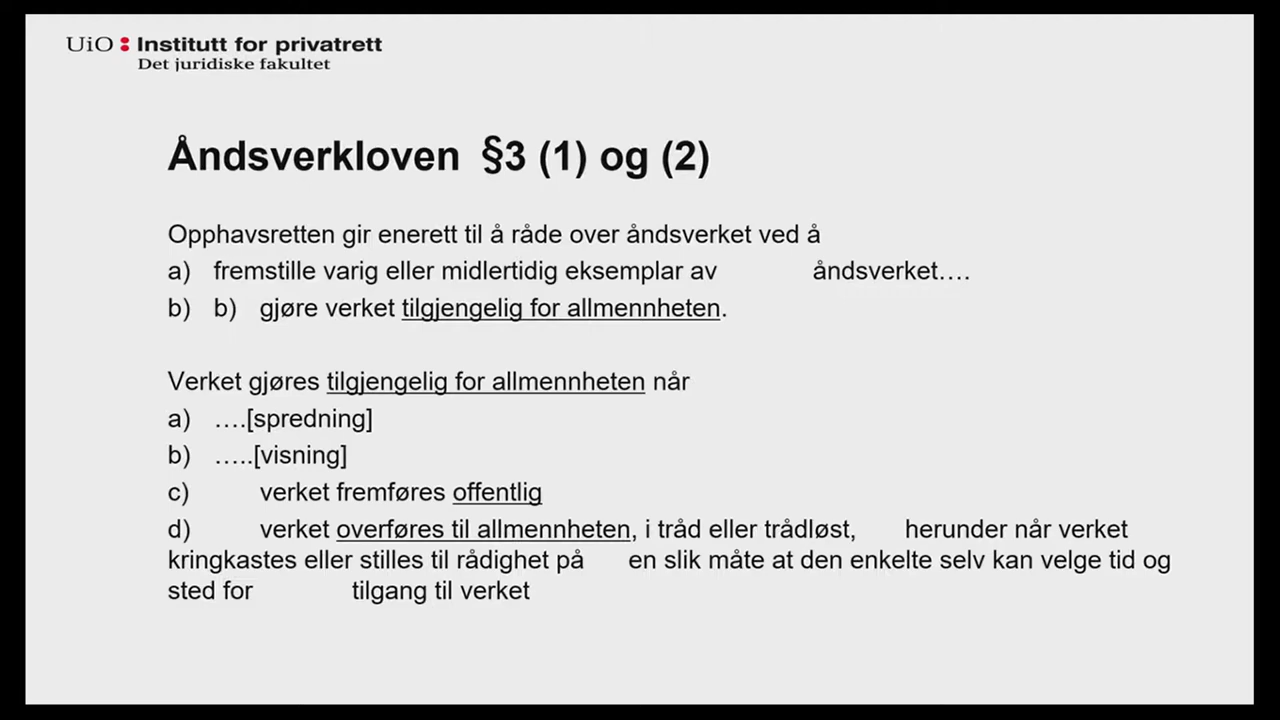 UiO : Institutt for privatrett
Det juridiske fakultet
Åndsverkloven §3 (1) og (2)
Opphavsretten gir enerett til å råde over åndsverket ved å
a) fremstille varig eller midlertidig eksemplar av åndsverket….
b) b) gjøre verket tilgjengelig for allmennheten.
Verket gjøres tilgjengelig for allmennheten når
a) ….[spredning]
b) …..[visning]
c) verket fremføres offentlig
d) verket overføres til allmennheten, i tråd eller trådløst, herunder når verket
kringkastes eller stilles til rådighet på en slik måte at den enkelte selv kan velge tid og
sted for tilgang til verket